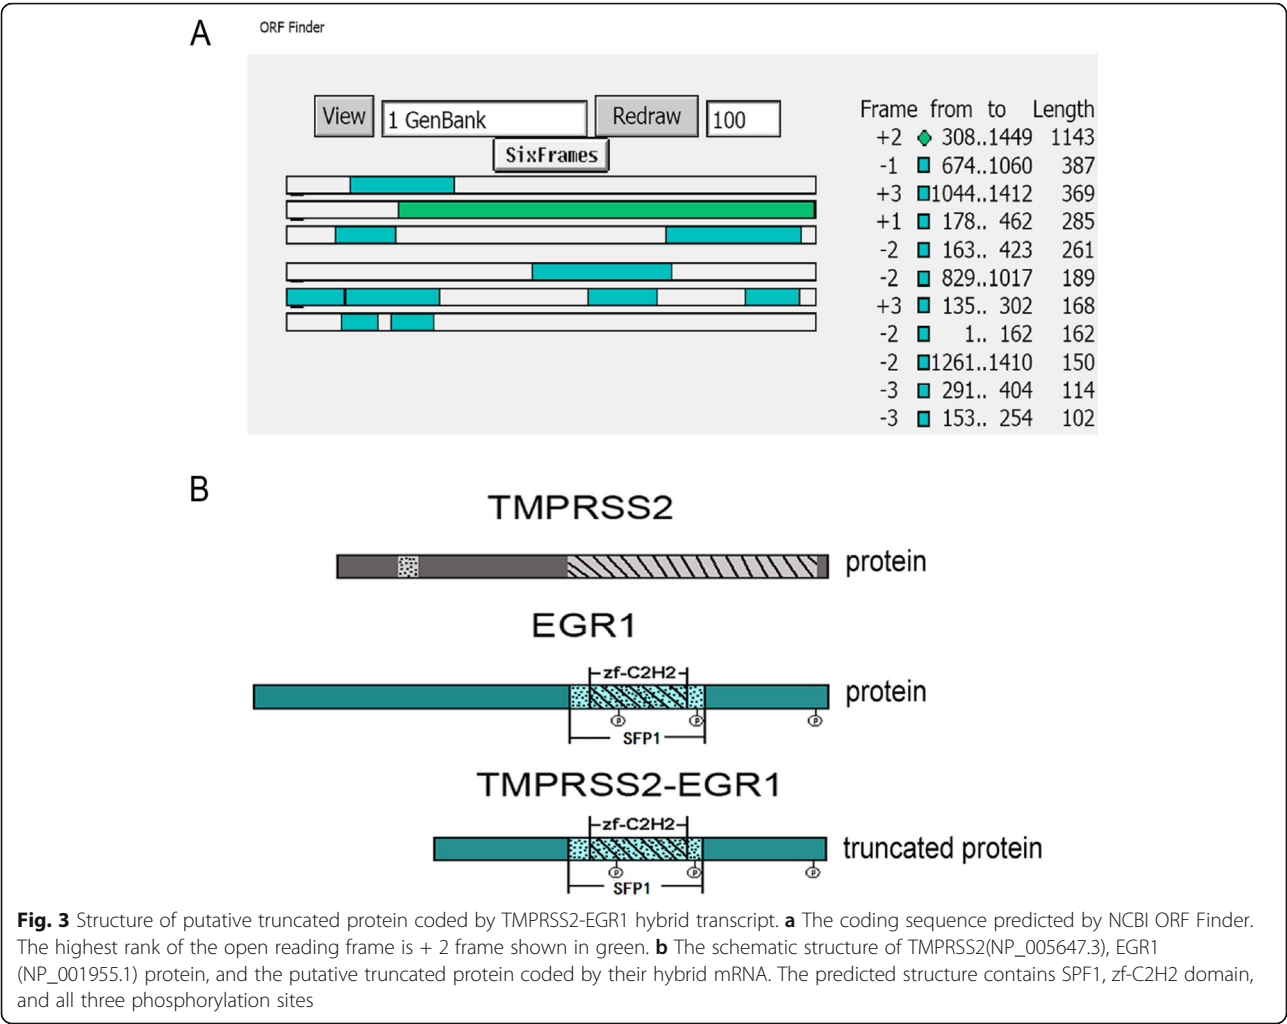 A
ORF Finder
View
1 GenBank
Redraw
100
SixFrames
Frame from to Length
+2 308..1449 1143
-1 674..1060 387
+3 1044..1412 369
+1 178.. 462 285
-2 163.. 423 261
-2 829..1017 189
+3 135.. 302 168
-2 1.. 162 162
-2 1261..1410 150
-3 291.. 404 114
-3 153.. 254 102
B
TMPRSS2
protein
EGR1
zf-C2H2
protein
P P P
SFP1
TMPRSS2-EGR1
zf-C2H2
truncated protein
P P P
SFP1
Fig. 3 Structure of putative truncated protein coded by TMPRSS2-EGR1 hybrid transcript. a The coding sequence predicted by NCBI ORF Finder.
The highest rank of the open reading frame is + 2 frame shown in green. b The schematic structure of TMPRSS2(NP_005647.3), EGR1
(NP_001955.1) protein, and the putative truncated protein coded by their hybrid mRNA. The predicted structure contains SPF1, zf-C2H2 domain,
and all three phosphorylation sites